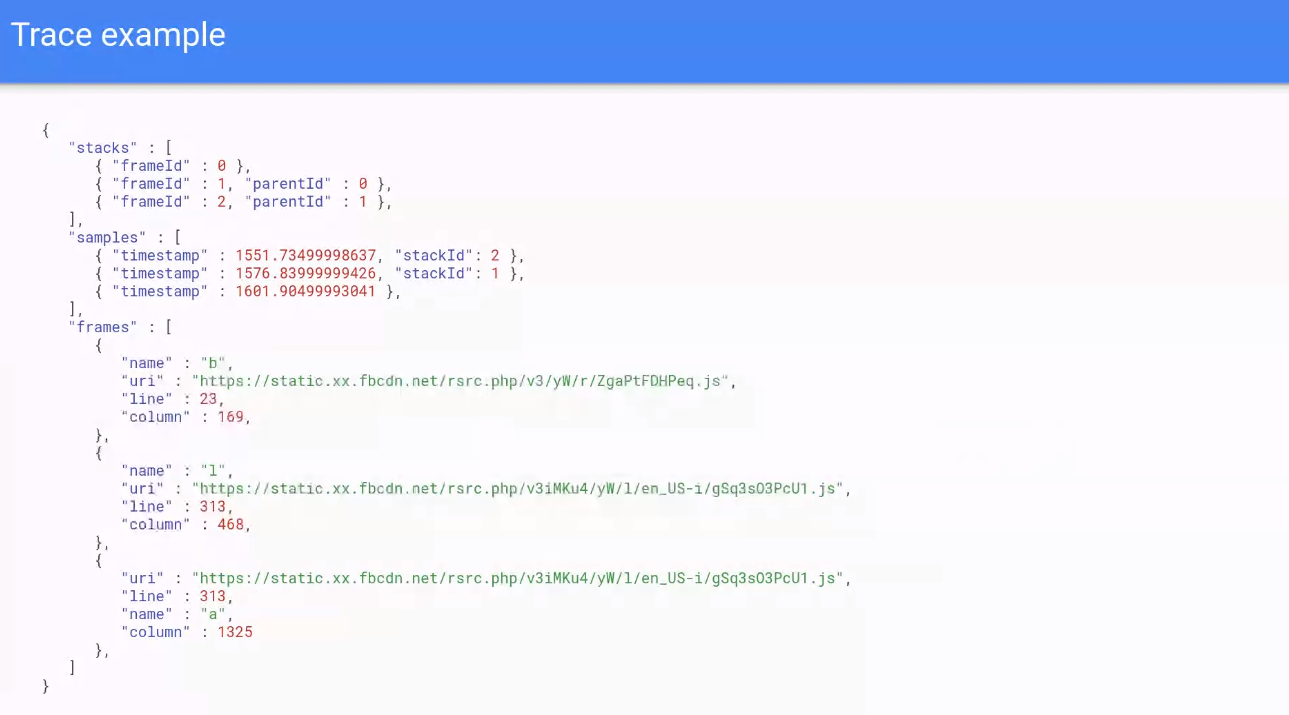 Trace example
{
"stacks" : [
{ "frameId" : 0 },
{ "frameId" : 1, "parentId" : 0 },
{ "frameId" : 2, "parentId" : 1 },
],
"samples" : [
{ "timestamp" : 1551.73499998637, "stackId": 2 },
{ "timestamp" : 1576.83999999426, "stackId": 1 },
{ "timestamp" : 1601.90499993041 },
],
"frames" : [
{
"name" : "b",
"uri" : "https://static.xx.fbcdn.net/rsrc.php/v3/yW/r/ZgaPtFDHPeq.js",
"line" : 23,
"column" : 169,
},
{
"name" : "l",
"uri" : "https://static.xx.fbcdn.net/rsrc.php/v3iMKu4/yW/l/en_US-i/gSq3sO3PcU1.js",
"line" : 313,
"column" : 468,
},
{
"uri" : "https://static.xx.fbcdn.net/rsrc.php/v3iMKu4/yW/l/en_US-i/gSq3sO3PcU1.js",
"line" : 313,
"name" : "a",
"column" : 1325
},
]
}